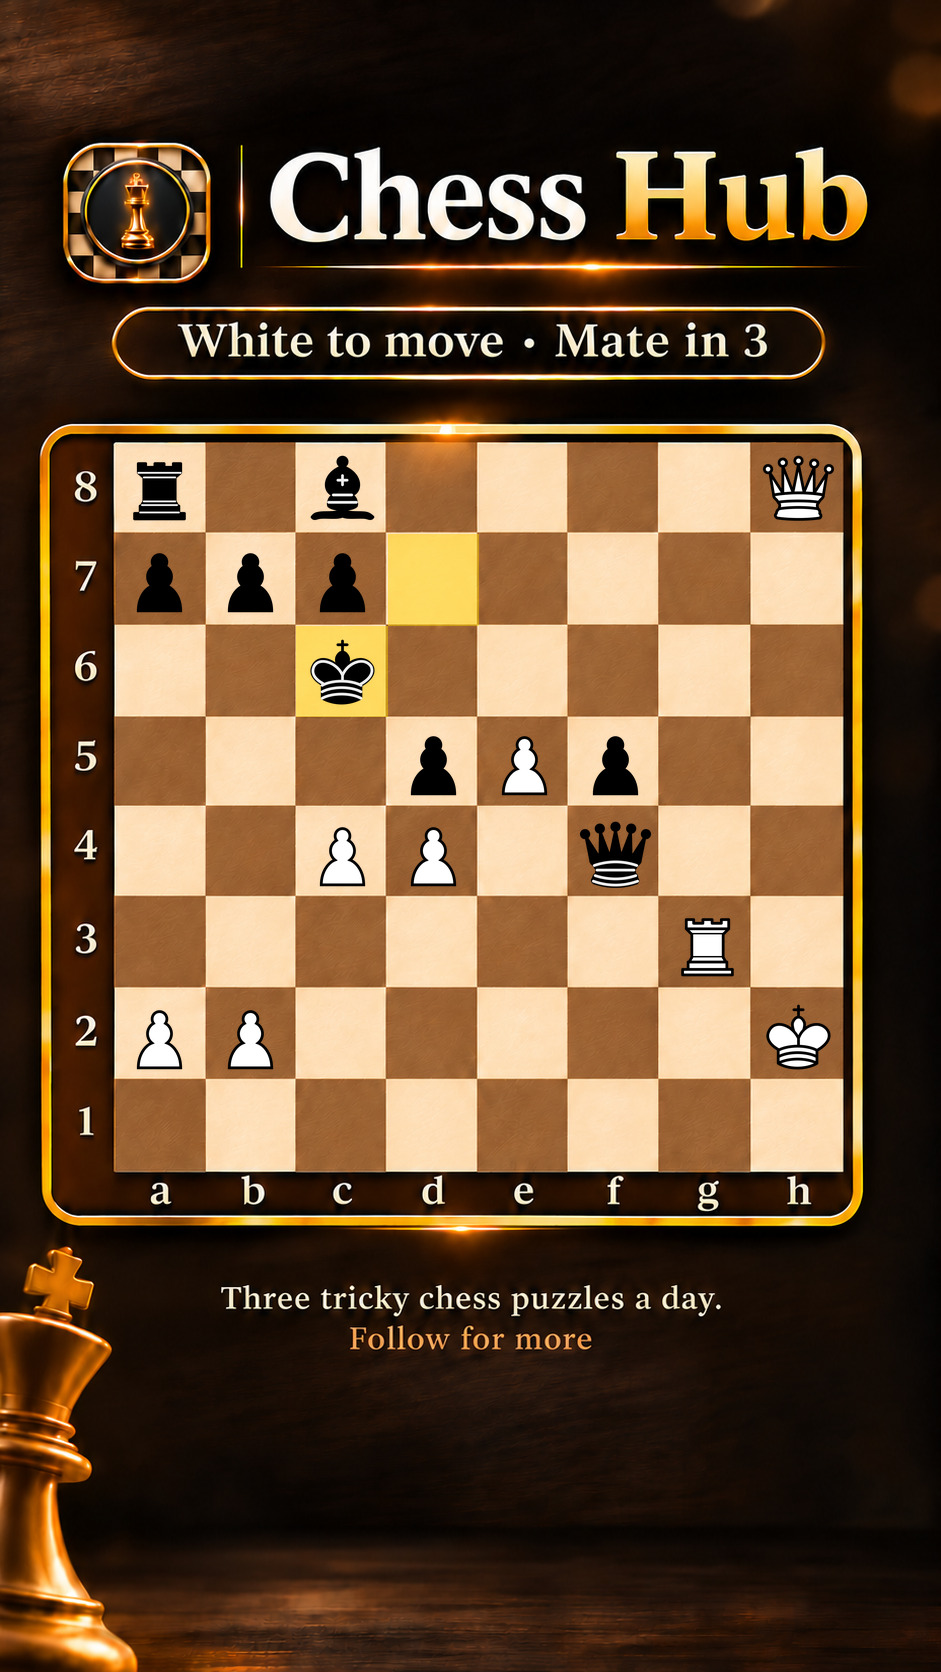 Chess Hub
White to move • Mate in 3
8
7
6
5
4
3
2
1
a b c d e f g h
Three tricky chess puzzles a day.
Follow for more